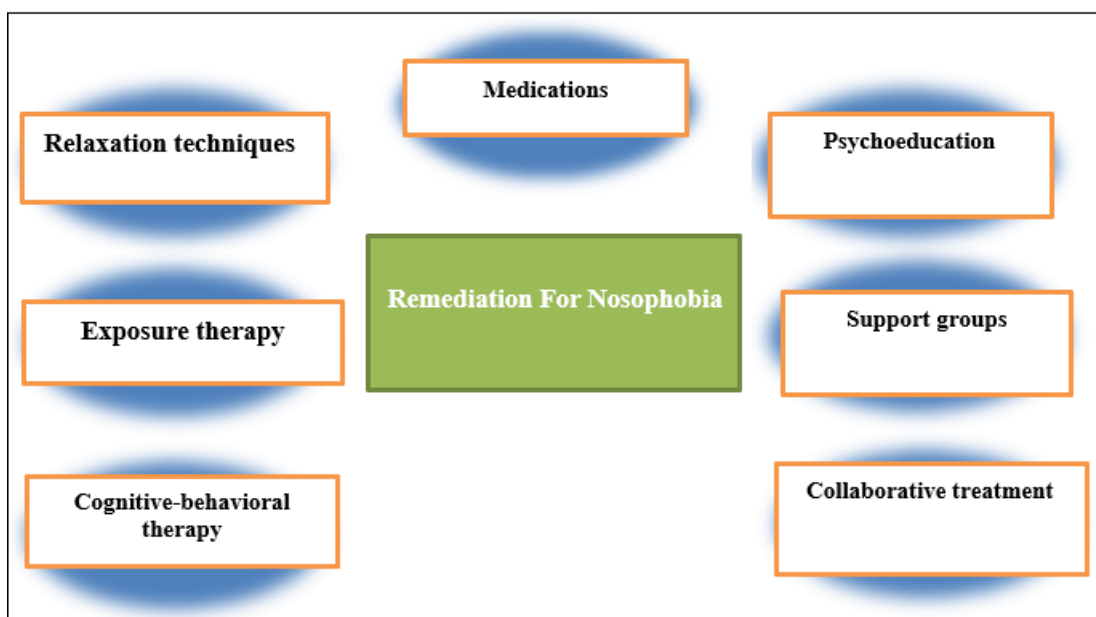 Medications
Relaxation techniques
Psychoeducation
Remediation For Nosophobia
Exposure therapy
Support groups
Cognitive-behavioral
therapy
Collaborative treatment